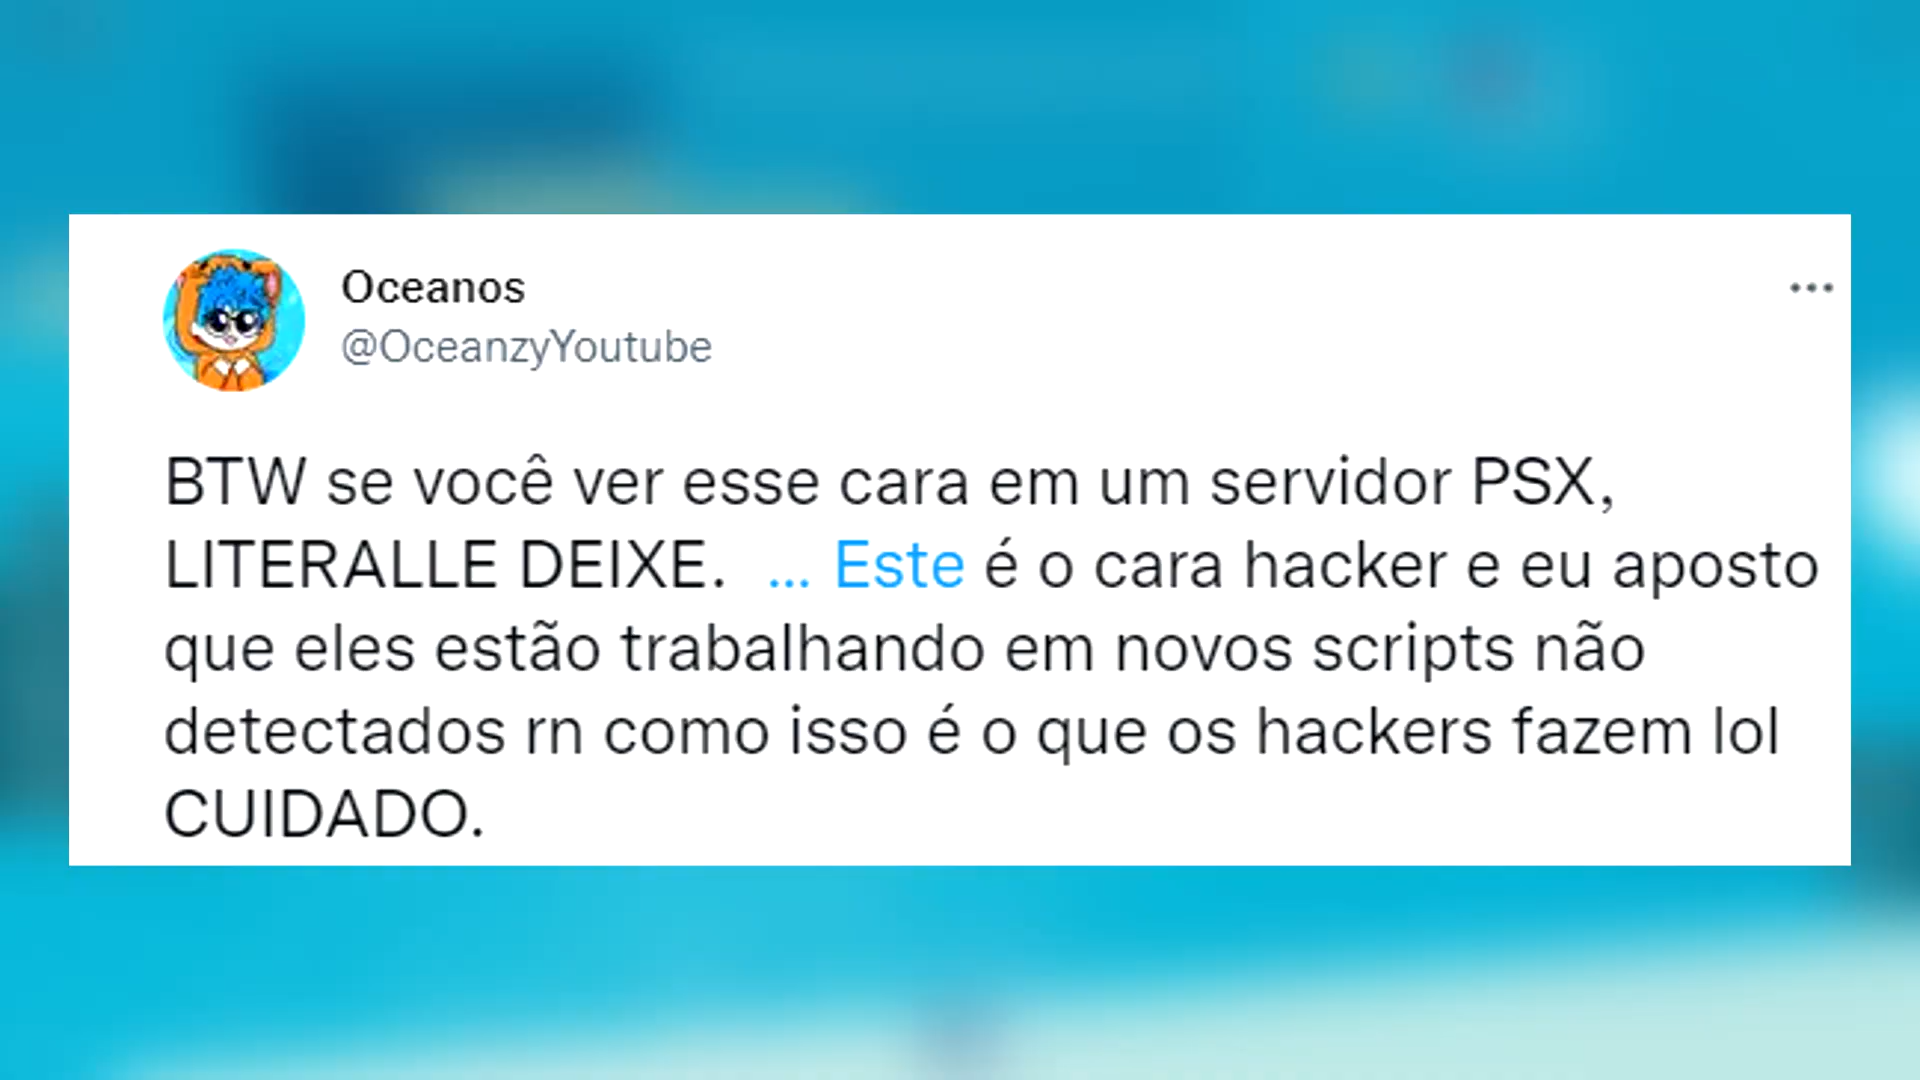 Oceanos
@OceanzyYoutube
BTW se você ver esse cara em um servidor PSX,
LITERALLE DEIXE. ... Este é o cara hacker e eu aposto
que eles estão trabalhando em novos scripts não
detectados rn como isso é o que os hackers fazem lol
CUIDADO.